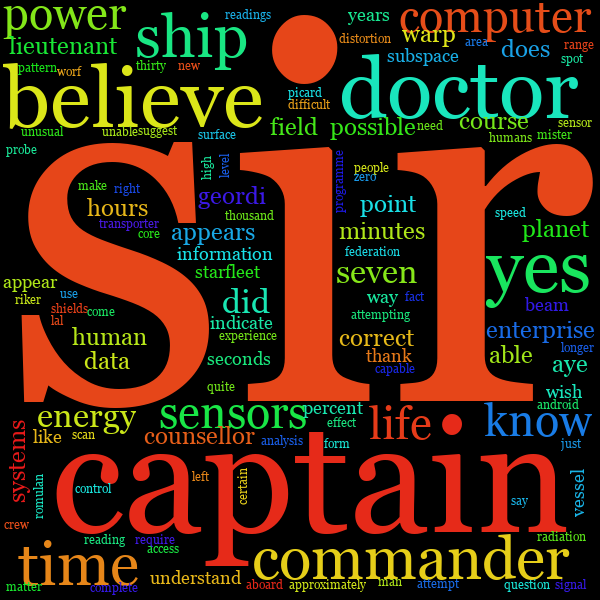 power
readings
years
computer
ship
lieutenant
distortion
warp
area
does
range
pattern
worf
thirty
new
subspace
spot
believe
picard
difficult
doctor
unusual
unable
suggest
surface
field
possible
need
course
humans
mister
sensor
probe
sir
high
level
programme
people
zero
make
right
geordi
hours
transporter
core
thousand
appears
point
speed
planet
information
minutes
federation
yes
appear
starfleet
seven
riker
use
shields
come
lal
did
way
fact
beam
attempting
indicate
experience
human
correct
enterprise
longer
data
seconds
thank
able
aye
capable
quite
wish
android
energy
sensors
percent
effect
life
know
like
scan
counsellor
analysis
form
just
systems
captain
left
certain
vessel
romulan
control
say
crew
reading
require
access
radiation
time
commander
understand
matter
complete
aboard
approximately
attempt
question
signal